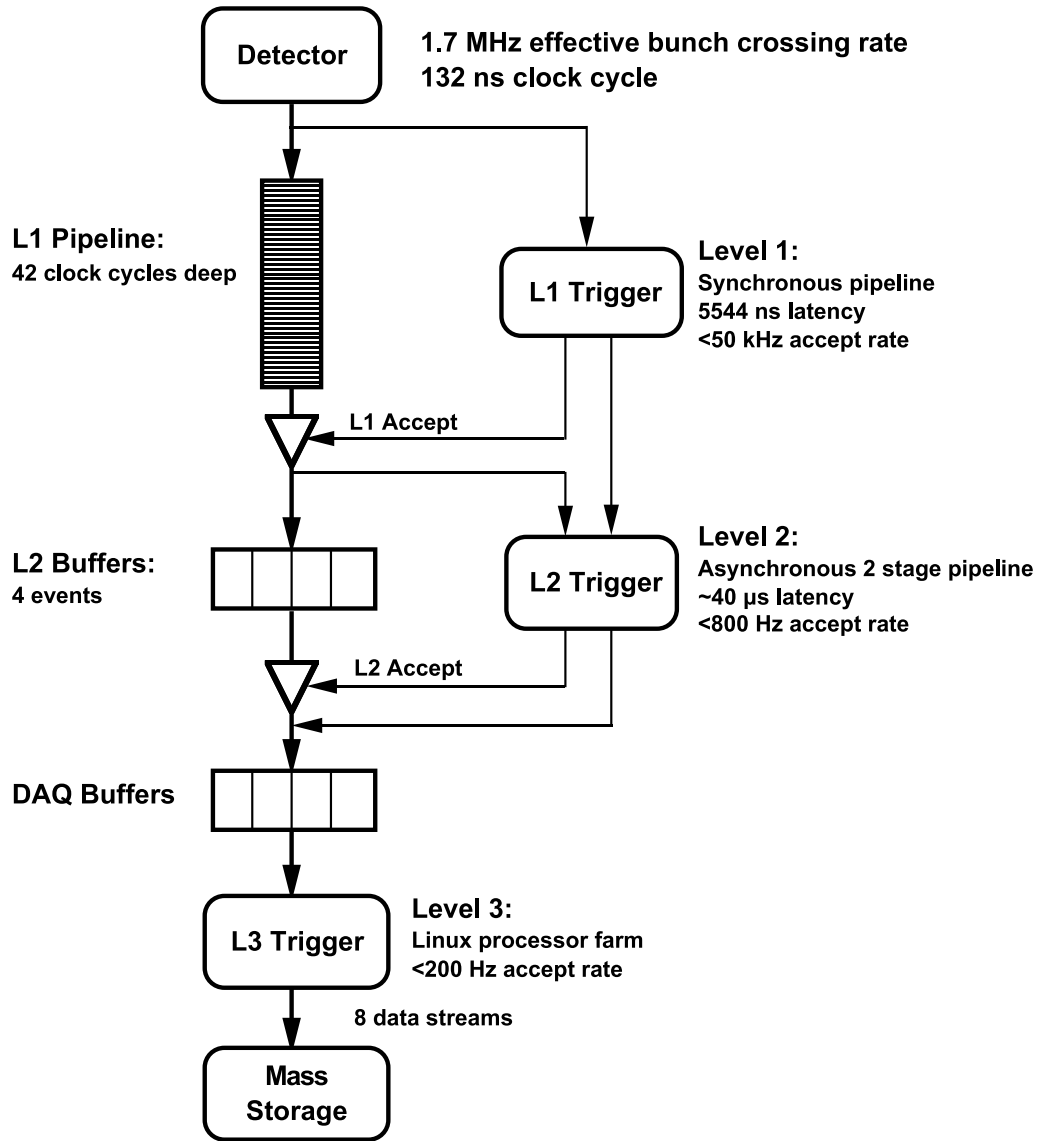 Detector
1.7 MHz effective bunch crossing rate
132 ns clock cycle
L1 Pipeline:
42 clock cycles deep
L1 Trigger
Level 1:
Synchronous pipeline
5544 ns latency
<50 kHz accept rate
L1 Accept
L2 Buffers:
4 events
L2 Trigger
Level 2:
Asynchronous 2 stage pipeline
~40 µs latency
<800 Hz accept rate
L2 Accept
DAQ Buffers
L3 Trigger
Level 3:
Linux processor farm
<200 Hz accept rate
8 data streams
Mass
Storage